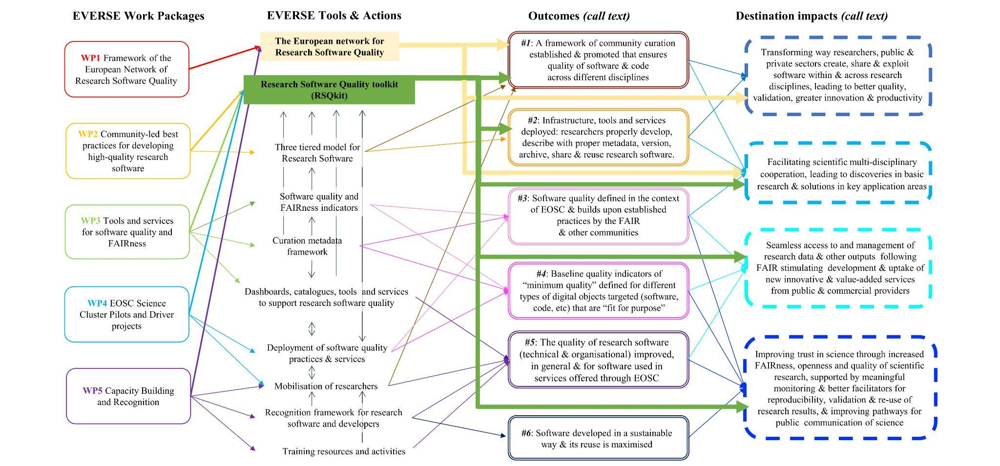 EVERSE Work Packages
WP1 Framework of the
European Network of
Research Software Quality
WP2 Community-led best
practices for developing
high-quality research
software
WP3 Tools and services
for software quality and
FAIRness
WP4 EOSC Science
Cluster Pilots and Driver
projects
WP5 Capacity Building
and Recognition
EVERSE Tools & Actions
The European network for
Research Software Quality
Research Software Quality toolkit
(RSQkit)
Three tiered model for
Research Software
Software quality and
FAIRness indicators
Curation metadata
framework
Dashboards, catalogues, tools and services
to support research software quality
Deployment of software quality
practices & services
Mobilisation of researchers
Recognition framework for research
software and developers
Training resources and activities
Outcomes (call text)
#1: A framework of community curation
established & promoted that ensures
quality of software & code
across different disciplines
#2: Infrastructure, tools and services
deployed: researchers properly develop,
describe with proper metadata, version,
archive, share & reuse research software.
#3: Software quality defined in the context
of EOSC & builds upon established
practices by the FAIR
& other communities
#4: Baseline quality indicators of
“minimum quality” defined for different
types of digital objects targeted (software,
code, etc) that are “fit for purpose”
#5: The quality of research software
(technical & organisational) improved,
in general & for software used in
services offered through EOSC
#6: Software developed in a sustainable
way & its reuse is maximised
Destination impacts (call text)
Transforming way researchers, public &
private sectors create, share & exploit
software within & across research
disciplines, leading to better quality,
validation, greater innovation & productivity
Facilitating scientific multi-disciplinary
cooperation, leading to discoveries in basic
research & solutions in key application areas
Seamless access to and management of
research data & other outputs following
FAIR stimulating development & uptake of
new innovative & value-added services
from public & commercial providers
Improving trust in science through increased
FAIRness, openness and quality of scientific
research, supported by meaningful
monitoring & better facilitators for
reproducibility, validation & re-use of
research results, & improving pathways for
public communication of science